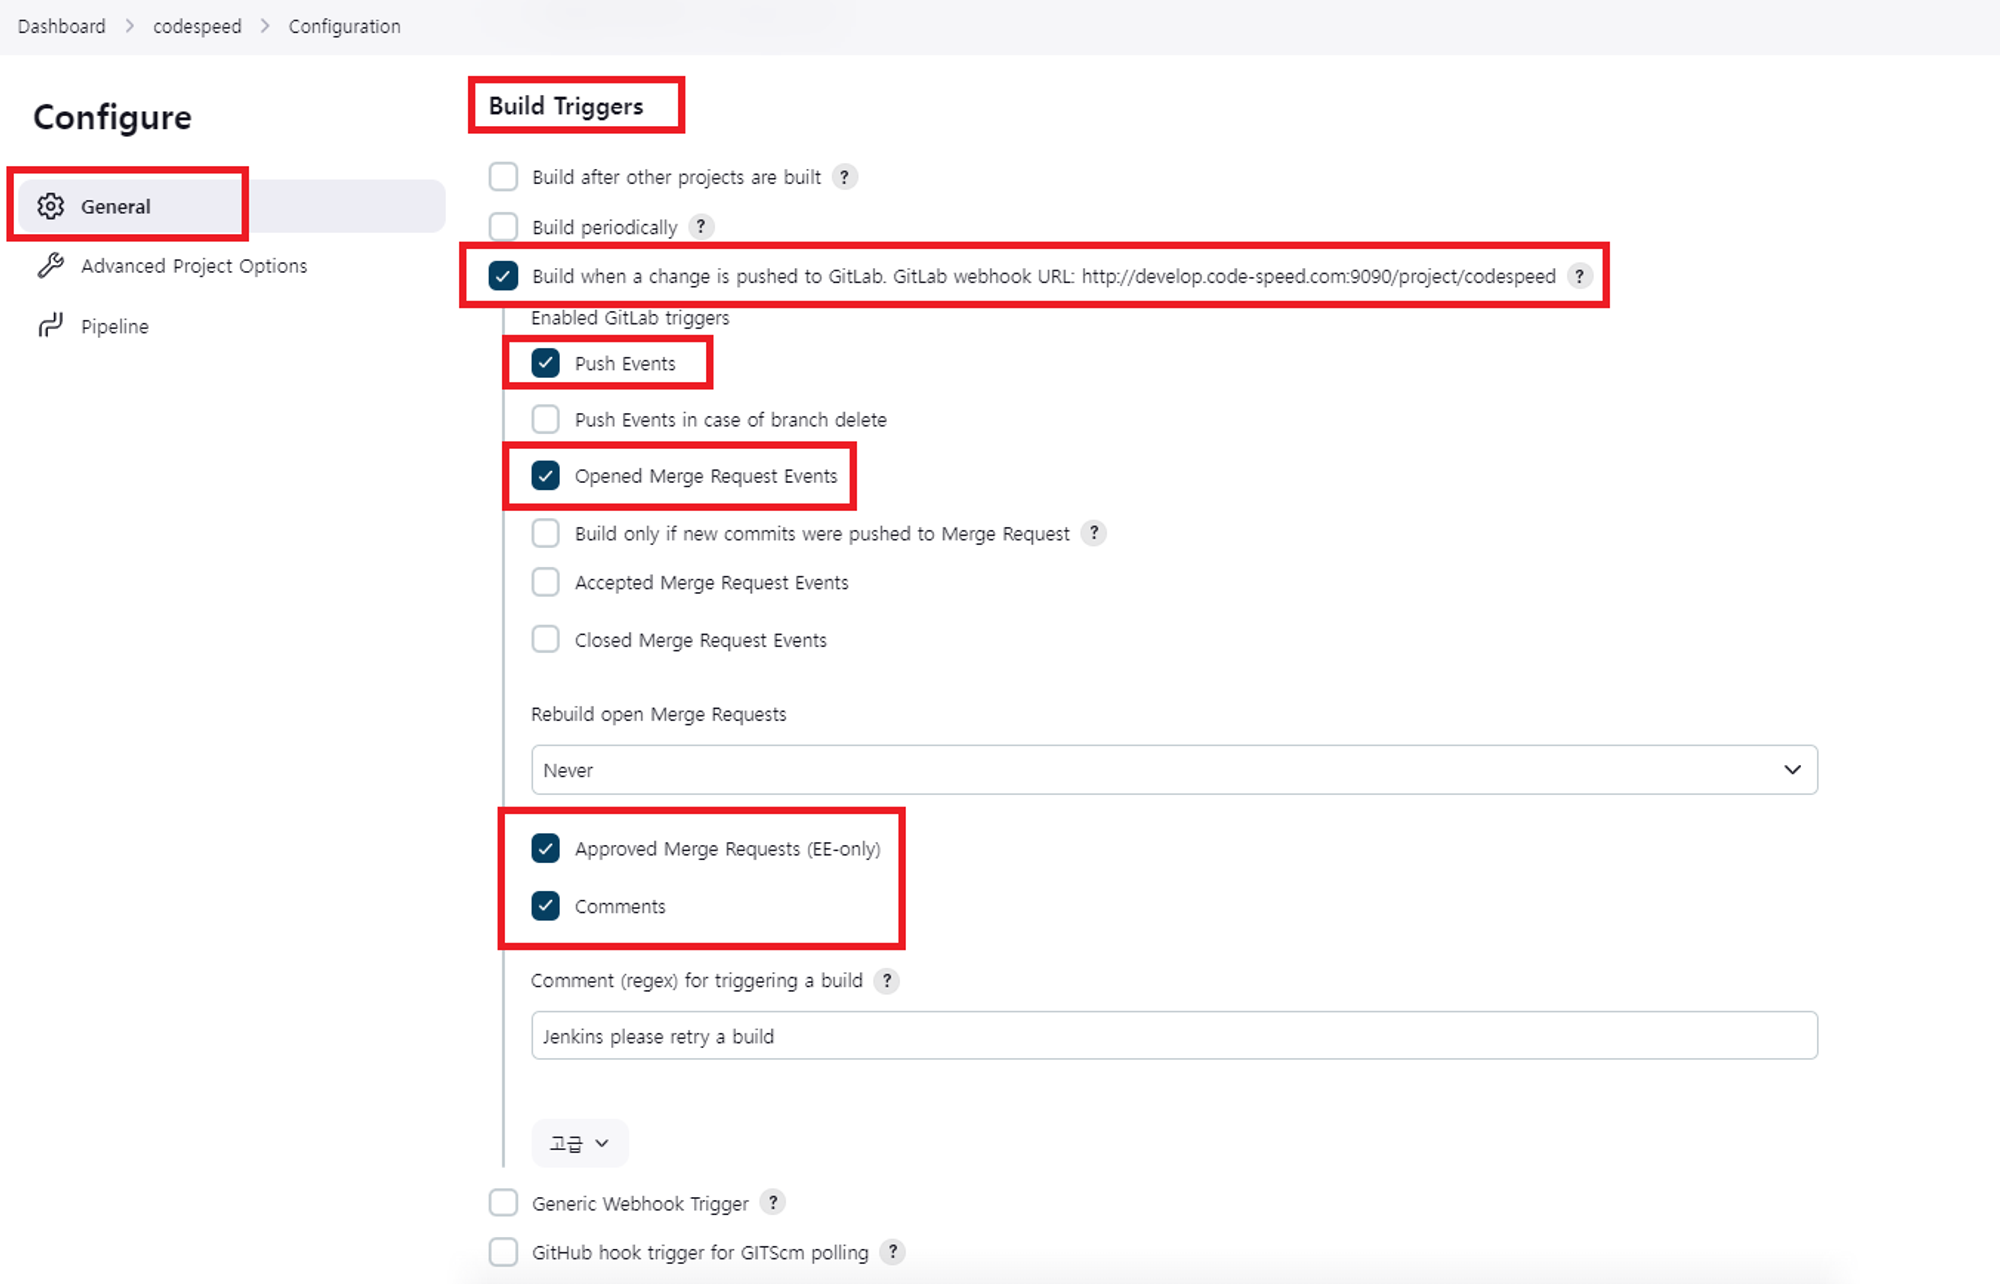 Dashboard > codespeed > Configuration
Configure
General
Advanced Project Options
Pipeline
Build Triggers
Build after other projects are built ?
Build periodically ?
Build when a change is pushed to GitLab. GitLab webhook URL: http://develop.code-speed.com:9090/project/codespeed ?
Enabled GitLab triggers
Push Events
Push Events in case of branch delete
Opened Merge Request Events
Build only if new commits were pushed to Merge Request ?
Accepted Merge Request Events
Closed Merge Request Events
Rebuild open Merge Requests
Never
Approved Merge Requests (EE-only)
Comments
Comment (regex) for triggering a build ?
Jenkins please retry a build
고급
Generic Webhook Trigger ?
GitHub hook trigger for GITScm polling ?